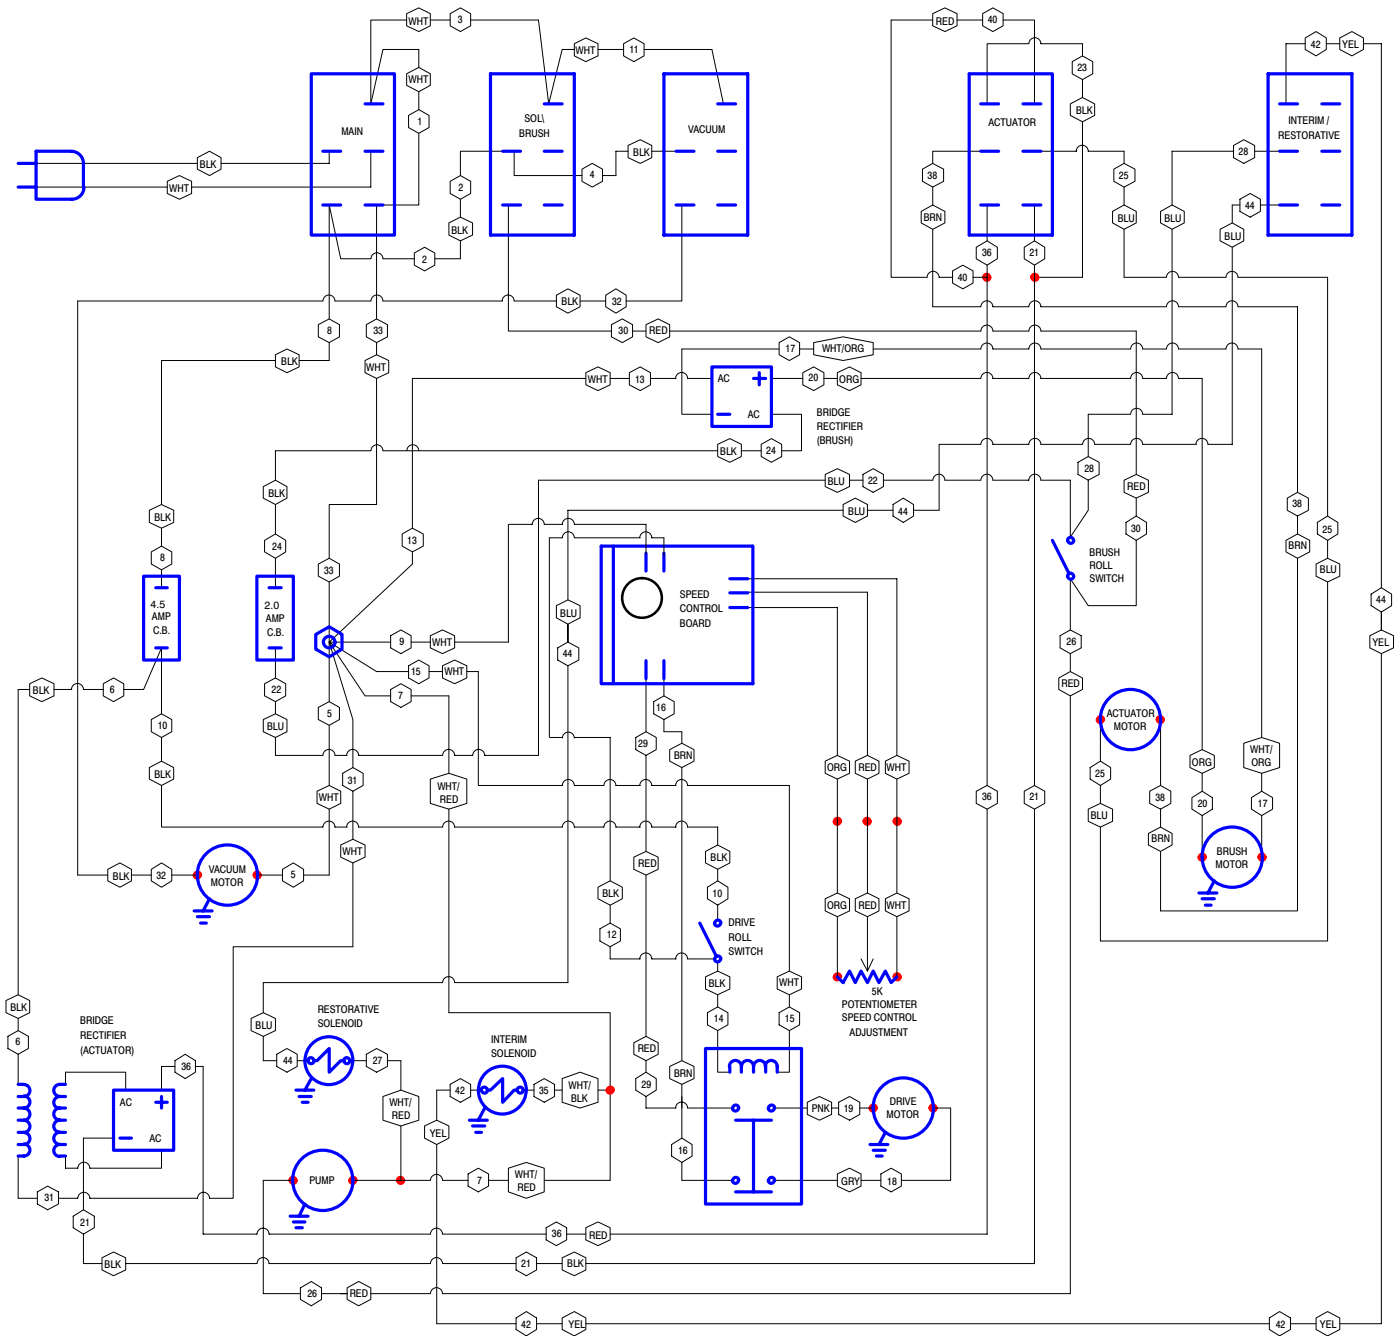 WHT 3
RED 40
WHT 11
42 YEL
WHT
1
23
BLK
MAIN
SOL\
BRUSH
VACUUM
ACTUATOR
INTERIM /
RESTORATIVE
BLK
WHT
2
BLK
4
BLK
38
BRN
25
BLU
28
BLU
44
BLU
2
36
21
40
BLK 32
8
33
30 RED
BLK
WHT
17 WHT/ORG
WHT 13
AC +
- AC
20 ORG
BRIDGE
RECTIFIER
(BRUSH)
BLK 24
BLU 22
BLU 44
28
RED
30
38
BRN
25
BLU
BLK
8
BLK
24
13
33
4.5
AMP
C.B.
2.0
AMP
C.B.
SPEED
CONTROL
BOARD
BRUSH
ROLL
SWITCH
BLU
44
44
YEL
9 WHT
15 WHT
7
26
RED
BLK 6
22
BLU
5
16
29
BRN
10
BLK
31
WHT
WHT/
RED
WHT
ORG RED WHT
36
21
ACTUATOR
MOTOR
25
BLU
38
BRN
ORG
20
WHT/
ORG
17
BRUSH
MOTOR
BLK 32
VACUUM
MOTOR
5
RED
BLK
12
BLK
10
DRIVE
ROLL
SWITCH
ORG RED WHT
5K
POTENTIOMETER
SPEED CONTROL
ADJUSTMENT
BLK
14
WHT
15
BLK
6
BRIDGE
RECTIFIER
(ACTUATOR)
36
AC +
- AC
BLU
44
RESTORATIVE
SOLENOID
27
WHT/
RED
INTERIM
SOLENOID
42
35
WHT/
BLK
YEL
RED
29
BRN
16
PNK 19
DRIVE
MOTOR
GRY 18
PUMP
7
WHT/
RED
31
21
BLK
36 RED
21 BLK
26 RED
42 YEL
42 YEL